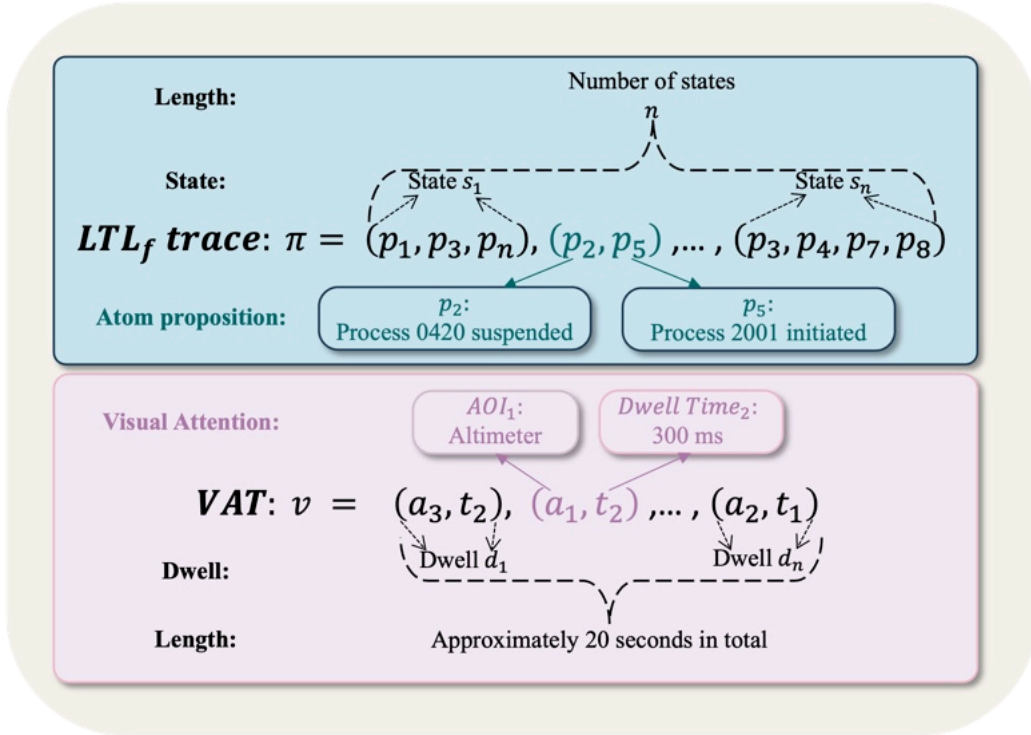 Number of states
Length:
n
State:
State s₁
State sₙ
LTL_f trace: π = (p₁, p₃, pₙ), (p₂, p₅) ,… , (p₃, p₄, p₇, p₈)
Atom proposition:
p₂:
Process 0420 suspended
p₅:
Process 2001 initiated
Visual Attention:
AOI₁:
Altimeter
Dwell Time₂:
300 ms
VAT: v = (a₃, t₂), (a₁, t₂) ,… , (a₂, t₁)
Dwell:
Dwell d₁
Dwell dₙ
Length:
Approximately 20 seconds in total